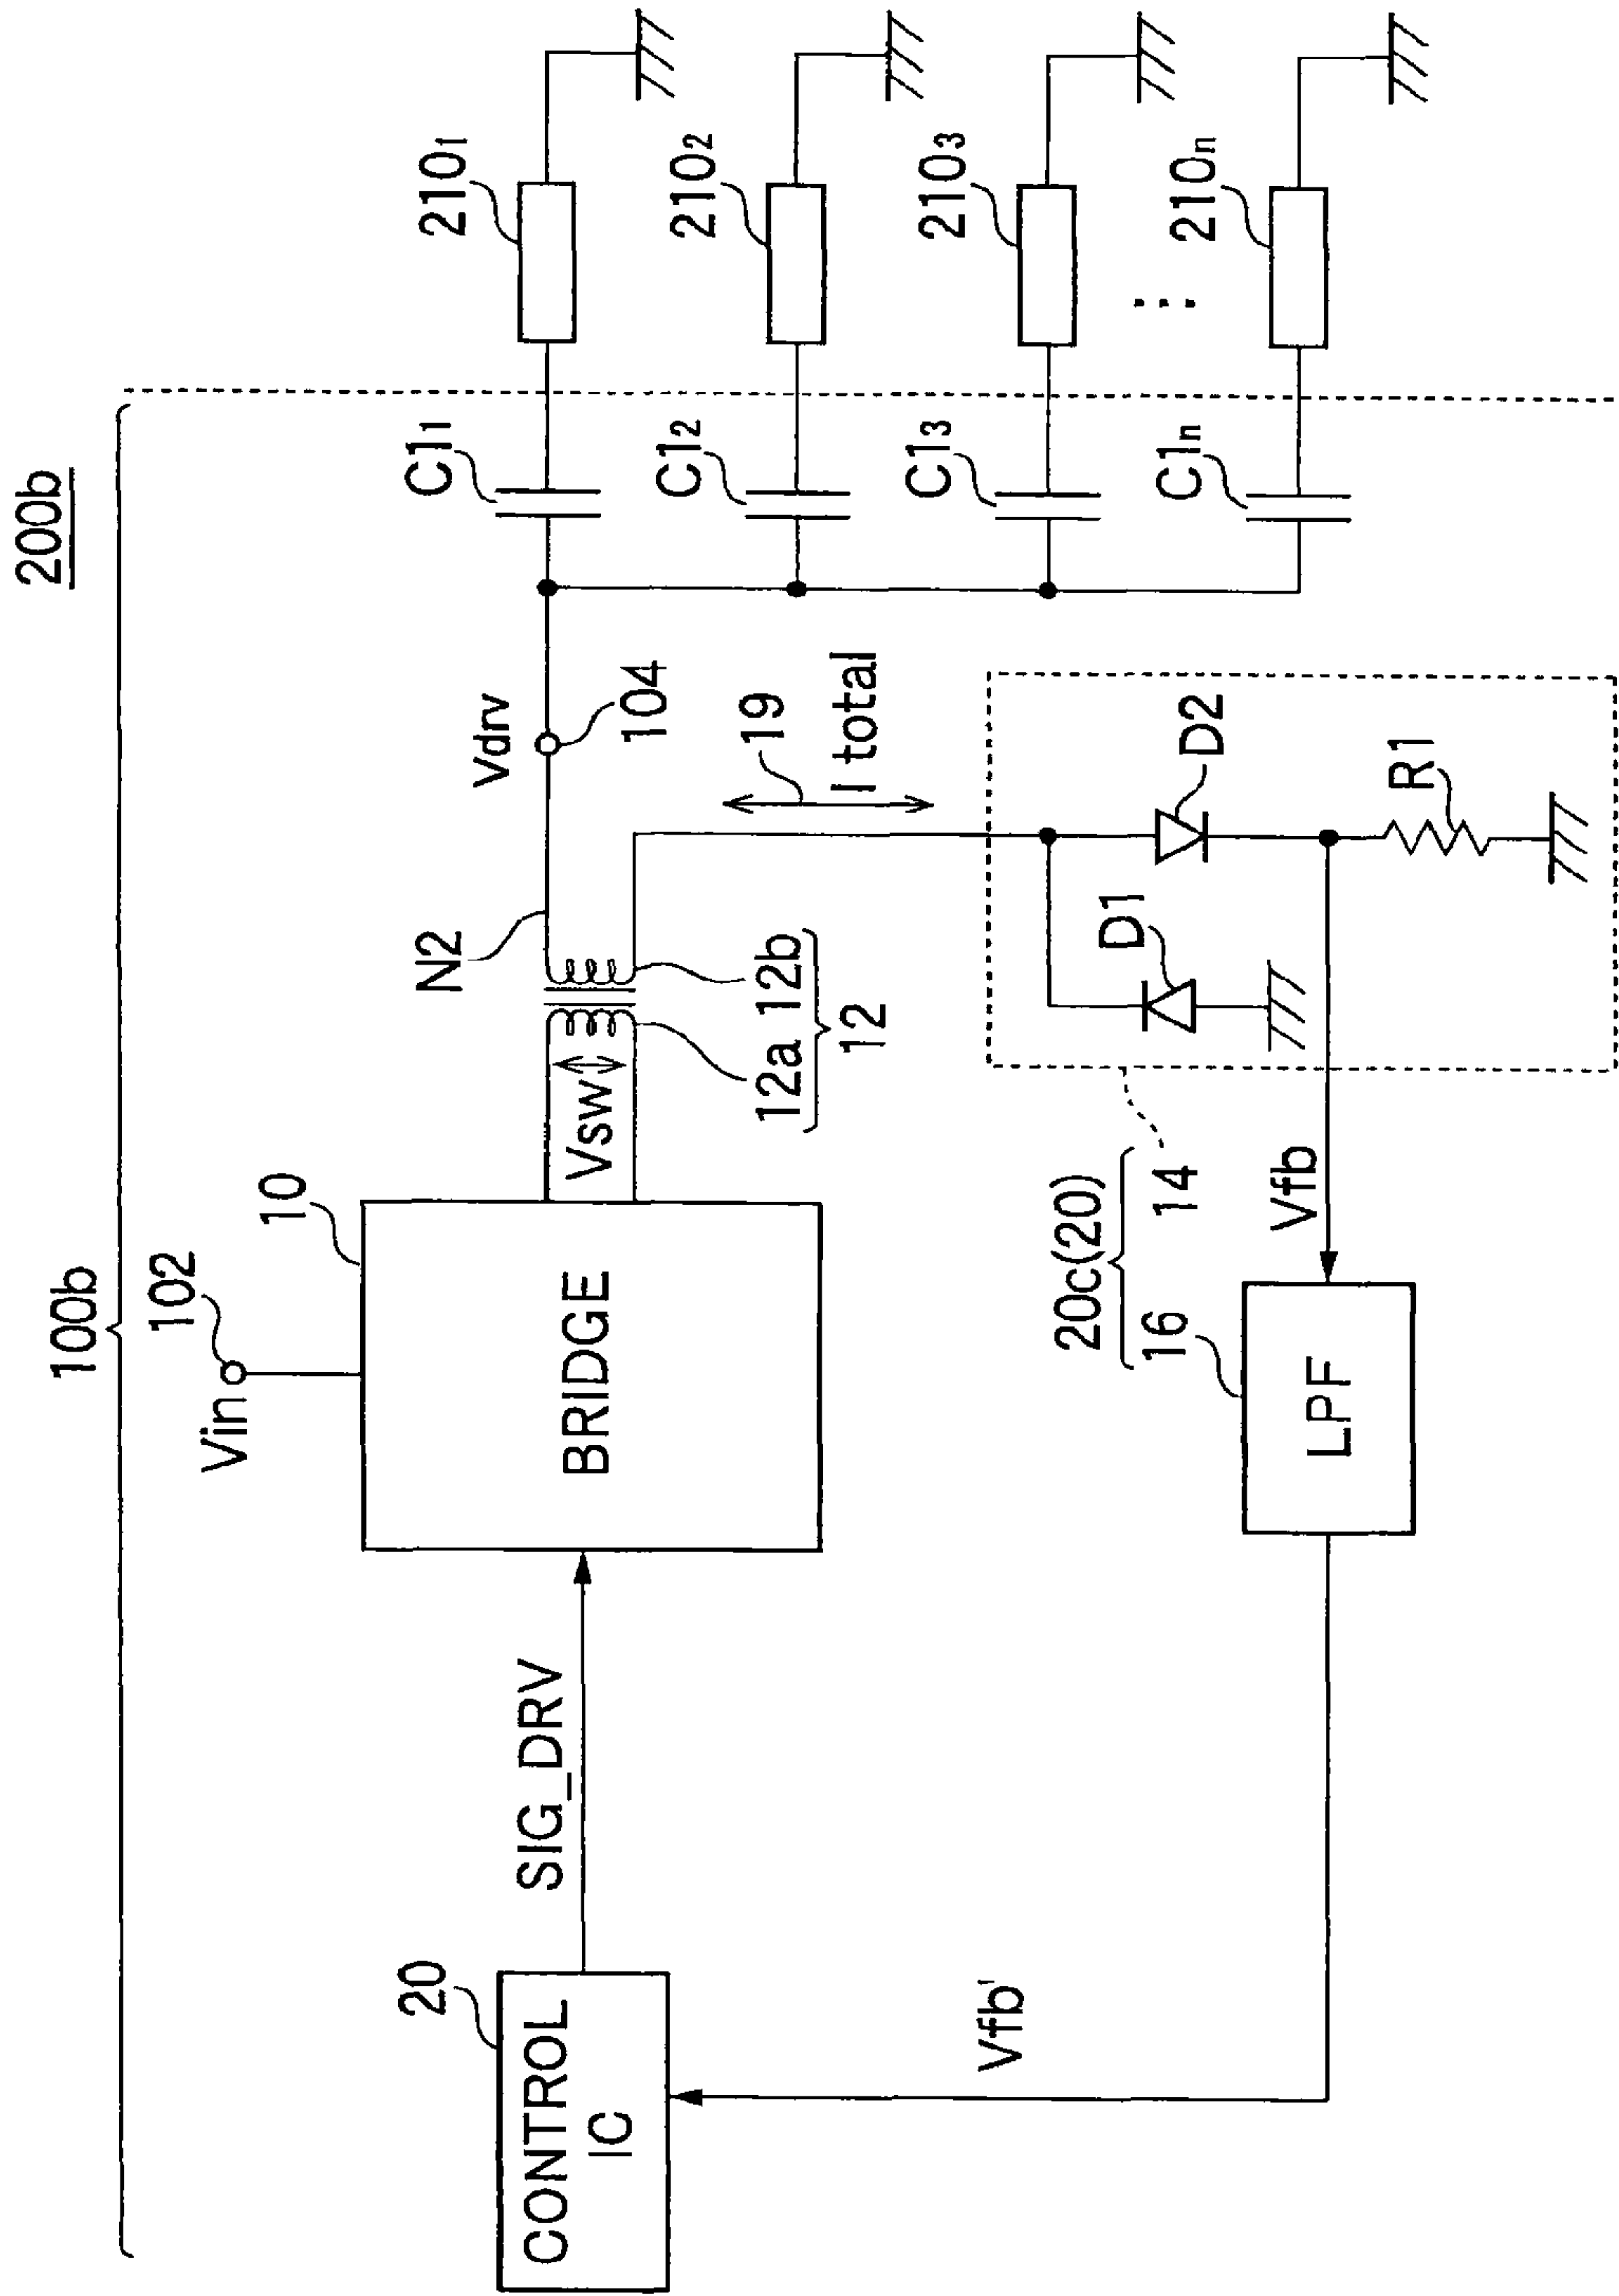 200b
100b
Vin
102
10
BRIDGE
Vsw
12a 12b
12
N2
Vdrv
104
19
I total
C1₁
C1₂
C1₃
C1ₙ
210₁
210₂
210₃
⋮
210ₙ
20
CONTROL
IC
SIG_DRV
Vfb'
20c(20)
16 14
LPF
Vfb
D1
D2
R1